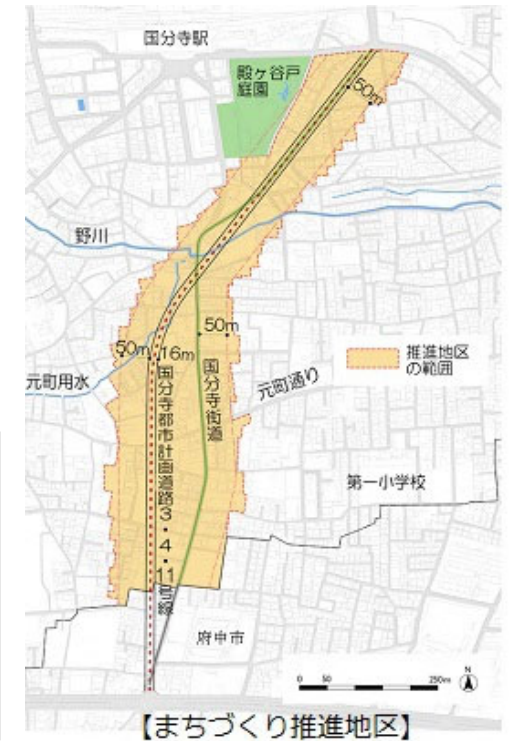 国分寺駅
殿ヶ谷戸
庭園
50m
野川
50m
50m
16m
推進地区
の範囲
元町用水
元町通り
国分寺街道
国分寺都市計画道路3・4・11号線
第一小学校
府中市
0 50 250m
N
【まちづくり推進地区】